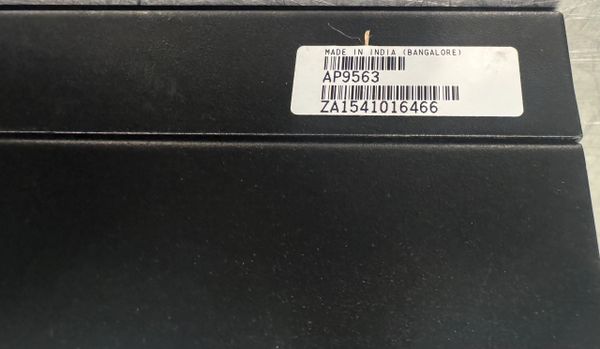 MADE IN INDIA (BANGALORE)
AP9563
ZA1541016466